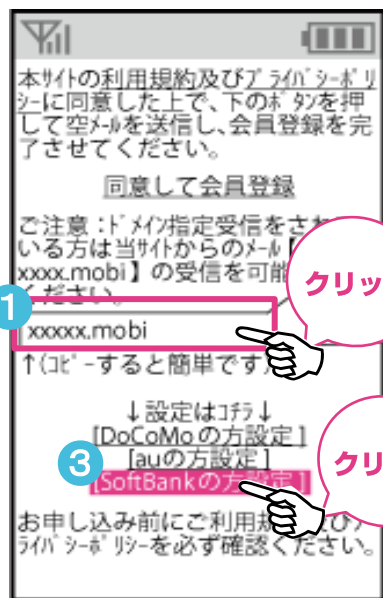 本サイトの利用規約及びプライバシーポリ
シーに同意した上で、下のボタンを押
して空メールを送信し、会員登録を完
了させてください。
同意して会員登録
ご注意：ドメイン指定受信をされ
いる方は当サイトからのメール【
xxxx.mobi】の受信を可能
ください。
1
xxxxx.mobi
クリッ
↑(コピーすると簡単です
↓設定はコチラ↓
[DoCoMoの方設定]
3 [auの方設定]
[SoftBankの方設定]
クリ
お申し込み前にご利用規 及びプ
ライバシーポリシーを必ず確認ください。